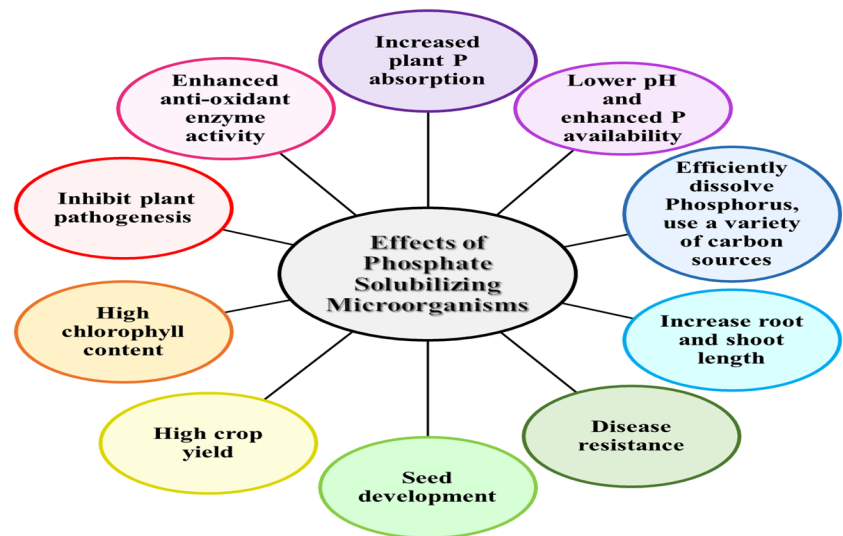 Increased
plant P
absorption
Lower pH
and
enhanced P
availability
Efficiently
dissolve
Phosphorus,
use a variety
of carbon
sources
Increase root
and shoot
length
Disease
resistance
Seed
development
High crop
yield
High
chlorophyll
content
Inhibit plant
pathogenesis
Enhanced
anti-oxidant
enzyme
activity
Effects of
Phosphate
Solubilizing
Microorganisms